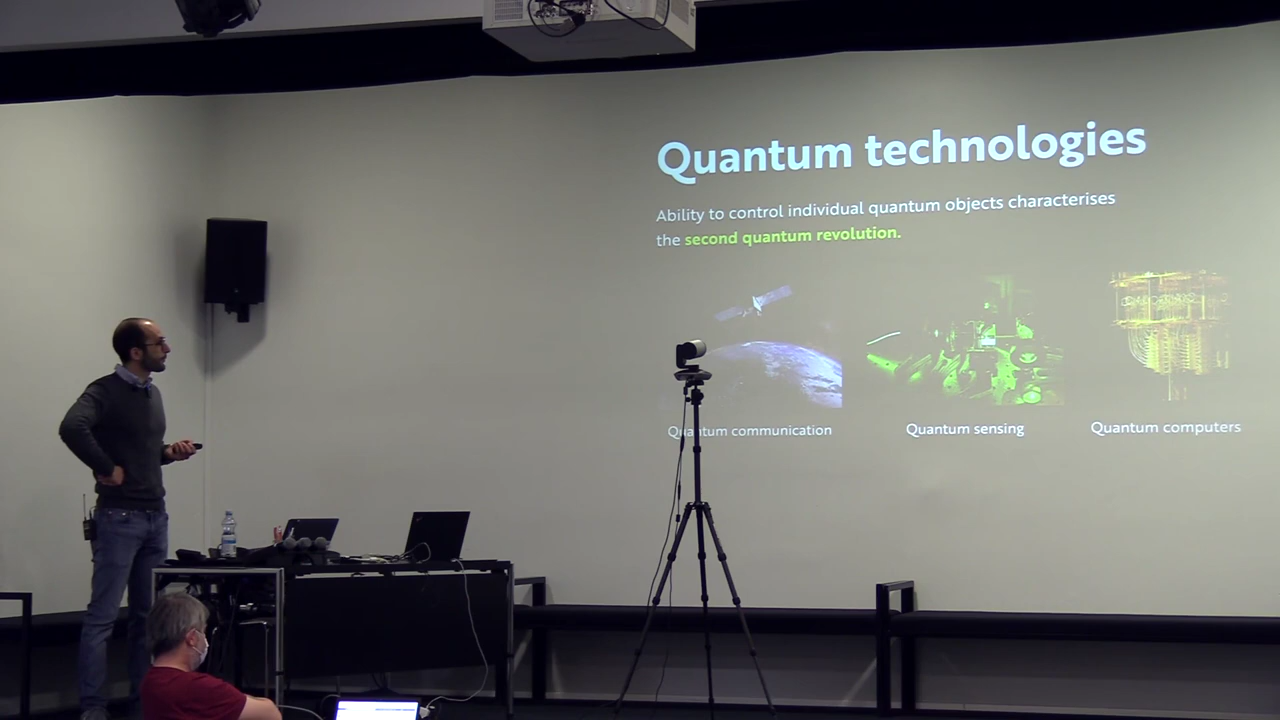 Quantum technologies
Ability to control individual quantum objects characterises
the second quantum revolution.
Quantum communication
Quantum sensing
Quantum computers